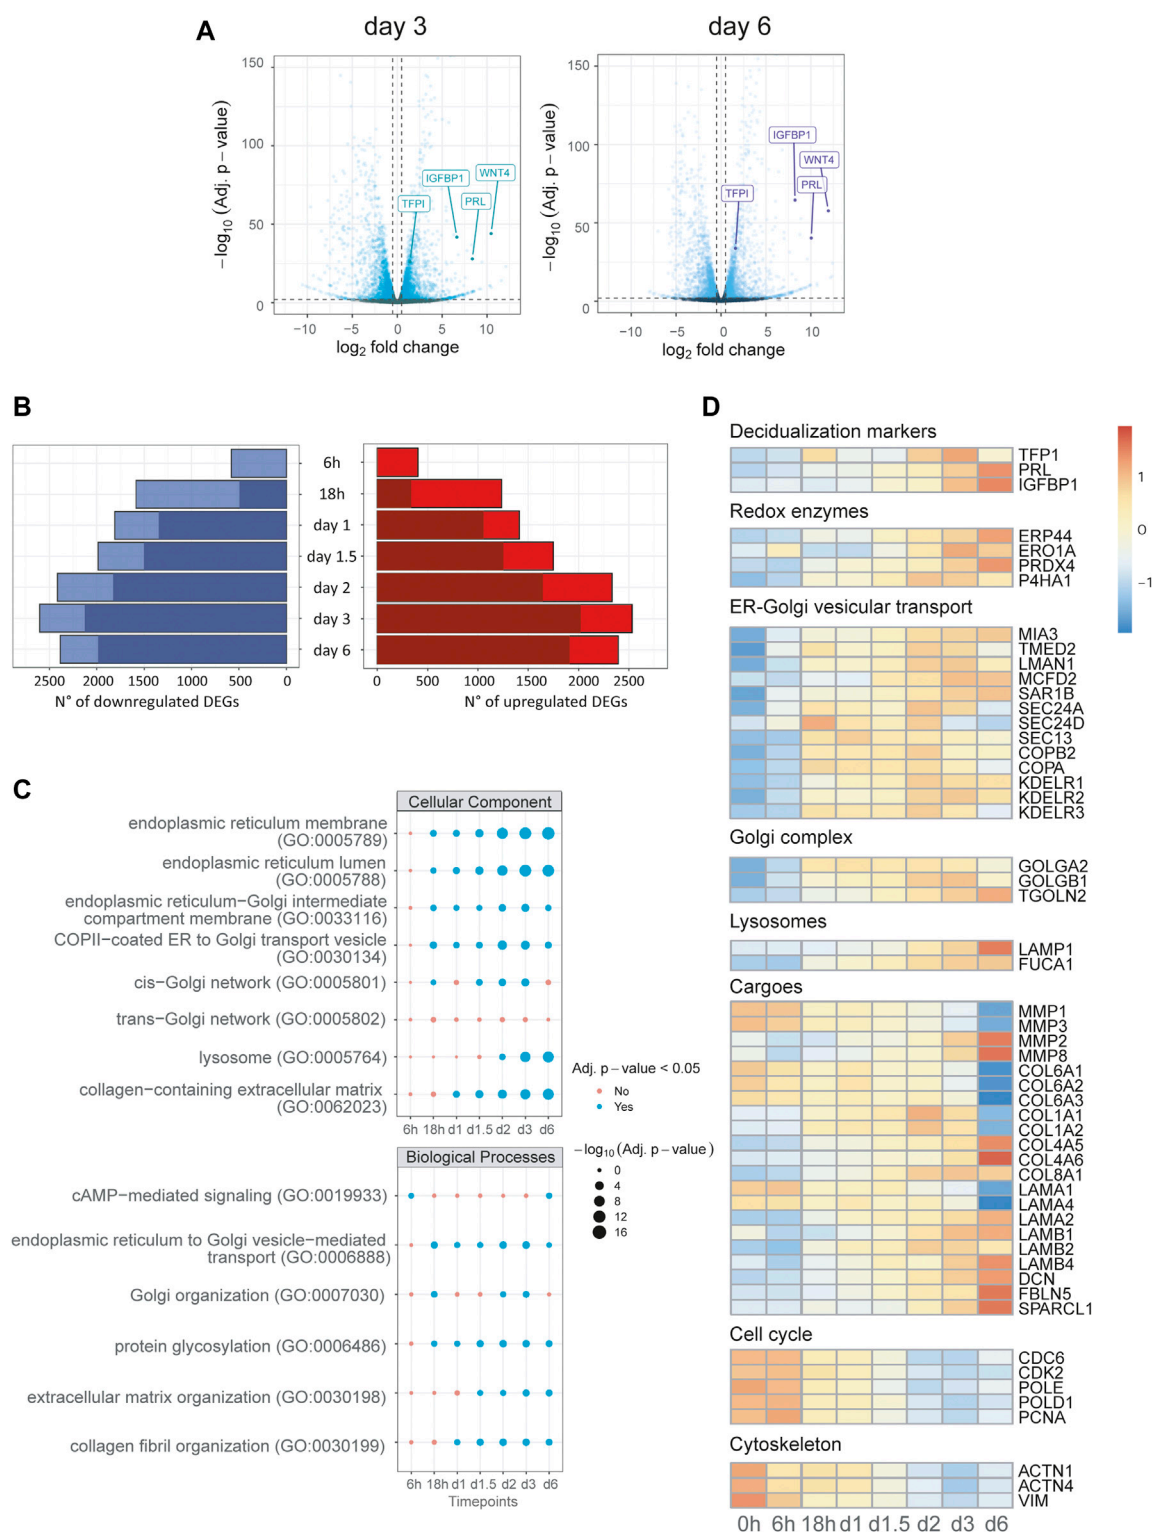 A
day 3
day 6
−log10 (Adj. p − value)
150
100
50
0
IGFBP1
WNT4
TFPI
PRL
−10
−5
0
5
10
log2 fold change
−log10 (Adj. p − value)
150
100
50
0
IGFBP1
WNT4
PRL
TFPI
−10
−5
0
5
10
log2 fold change
B
6h
18h
day 1
day 1.5
day 2
day 3
day 6
2500
2000
1500
1000
500
0
N° of downregulated DEGs
0
500
1000
1500
2000
2500
N° of upregulated DEGs
C
Cellular Component
endoplasmic reticulum membrane
(GO:0005789)
endoplasmic reticulum lumen
(GO:0005788)
endoplasmic reticulum−Golgi intermediate
compartment membrane (GO:0033116)
COPII−coated ER to Golgi transport vesicle
(GO:0030134)
cis−Golgi network (GO:0005801)
trans−Golgi network (GO:0005802)
lysosome (GO:0005764)
collagen−containing extracellular matrix
(GO:0062023)
6h 18h d1 d1.5 d2 d3 d6
Biological Processes
cAMP−mediated signaling (GO:0019933)
endoplasmic reticulum to Golgi vesicle−mediated
transport (GO:0006888)
Golgi organization (GO:0007030)
protein glycosylation (GO:0006486)
extracellular matrix organization (GO:0030198)
collagen fibril organization (GO:0030199)
6h 18h d1 d1.5 d2 d3 d6
Timepoints
Adj. p − value < 0.05
No
Yes
−log10 (Adj. p − value)
0
4
8
12
16
D
Decidualization markers
TFP1
PRL
IGFBP1
Redox enzymes
ERP44
ERO1A
PRDX4
P4HA1
ER-Golgi vesicular transport
MIA3
TMED2
LMAN1
MCFD2
SAR1B
SEC24A
SEC24D
SEC13
COPB2
COPA
KDELR1
KDELR2
KDELR3
Golgi complex
GOLGA2
GOLGB1
TGOLN2
Lysosomes
LAMP1
FUCA1
Cargoes
MMP1
MMP3
MMP2
MMP8
COL6A1
COL6A2
COL6A3
COL1A1
COL1A2
COL4A5
COL4A6
COL8A1
LAMA1
LAMA4
LAMA2
LAMB1
LAMB2
LAMB4
DCN
FBLN5
SPARCL1
Cell cycle
CDC6
CDK2
POLE
POLD1
PCNA
Cytoskeleton
ACTN1
ACTN4
VIM
0h 6h 18h d1 d1.5 d2 d3 d6
1
0
−1